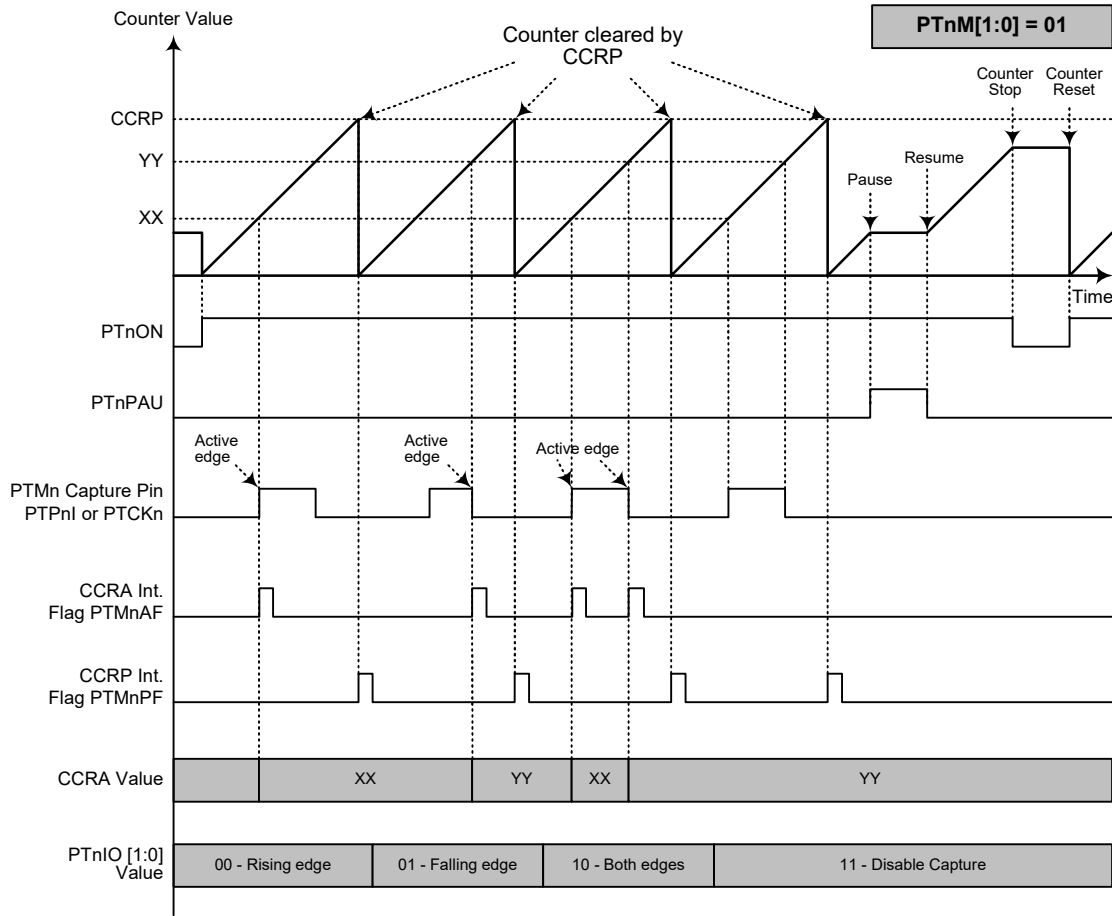 Counter Value
PTnM[1:0] = 01
Counter cleared by
CCRP
Counter
Stop
Counter
Reset
CCRP
YY
XX
Pause
Resume
Time
PTnON
PTnPAU
Active
edge
Active
edge
Active edge
PTMn Capture Pin
PTPnI or PTCKn
CCRA Int.
Flag PTMnAF
CCRP Int.
Flag PTMnPF
CCRA Value
XX
YY
XX
YY
PTnIO [1:0]
Value
00 - Rising edge
01 - Falling edge
10 - Both edges
11 - Disable Capture